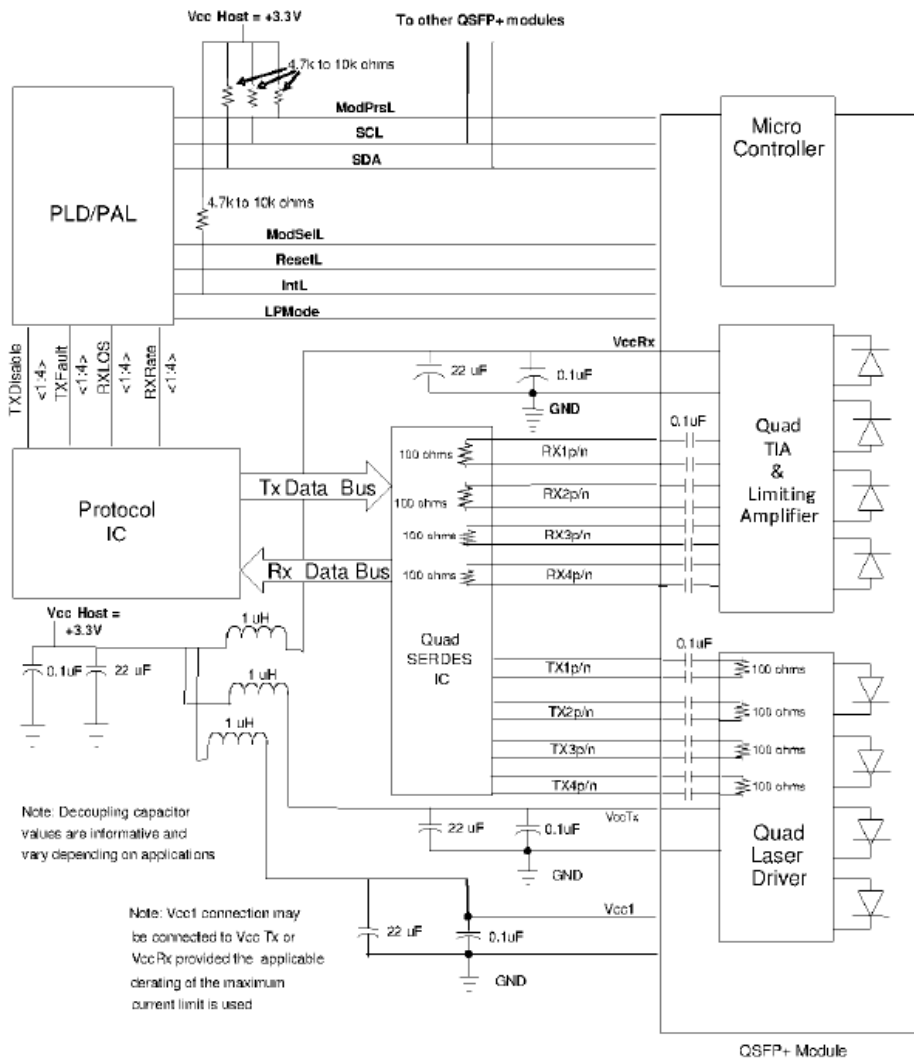 Vcc Host = +3.3V
To other QSFP+ modules
4.7k to 10k ohms
ModPrsL
SCL
SDA
Micro
Controller
PLD/PAL
4.7k to 10k ohms
ModSelL
ResetL
IntL
LPMode
TXDisable
<1:4>
TXFault
<1:4>
RXLOS
<1:4>
RXRate
<1:4>
VccRx
22 uF
0.1uF
GND
0.1uF
Quad
TIA
&
Limiting
Amplifier
100 ohms
RX1p/n
100 ohms
RX2p/n
100 ohms
RX3p/n
100 ohms
RX4p/n
Tx Data Bus
Protocol
IC
Rx Data Bus
Vcc Host =
+3.3V
0.1uF
22 uF
1 uH
1 uH
1 uH
Quad
SERDES
IC
0.1uF
TX1p/n
100 ohms
TX2p/n
100 ohms
TX3p/n
100 ohms
TX4p/n
100 ohms
VccTx
22 uF
0.1uF
GND
Quad
Laser
Driver
Note: Decoupling capacitor
values are informative and
vary depending on applications
Note: Vcc1 connection may
be connected to Vcc Tx or
Vcc Rx provided the applicable
derating of the maximum
current limit is used
Vcc1
22 uF
0.1uF
GND
QSFP+ Module